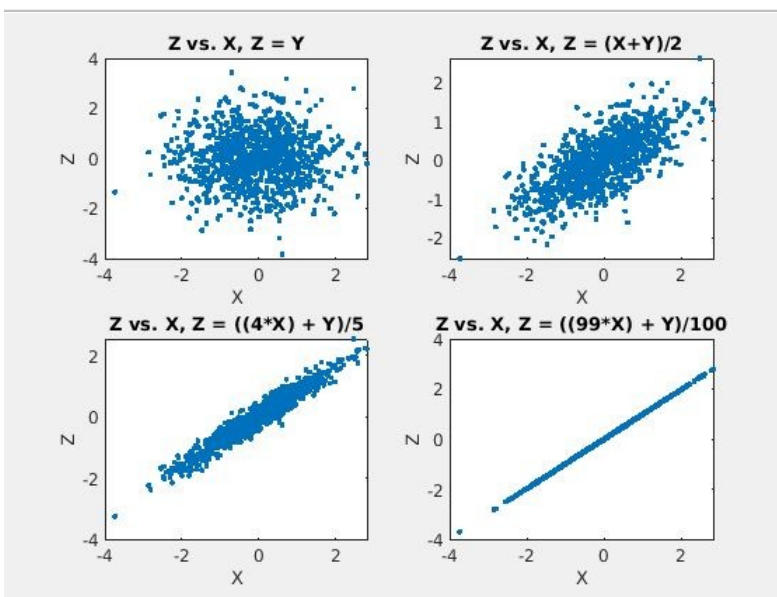 Z vs. X, Z = Y
Z vs. X, Z = (X+Y)/2
4
2
0
-2
-4
Z
-4
-2
0
2
X
2
1
0
-1
-2
Z
-4
-2
0
2
X
Z vs. X, Z = ((4*X) + Y)/5
Z vs. X, Z = ((99*X) + Y)/100
2
0
-2
-4
Z
-4
-2
0
2
X
4
2
0
-2
-4
Z
-4
-2
0
2
X